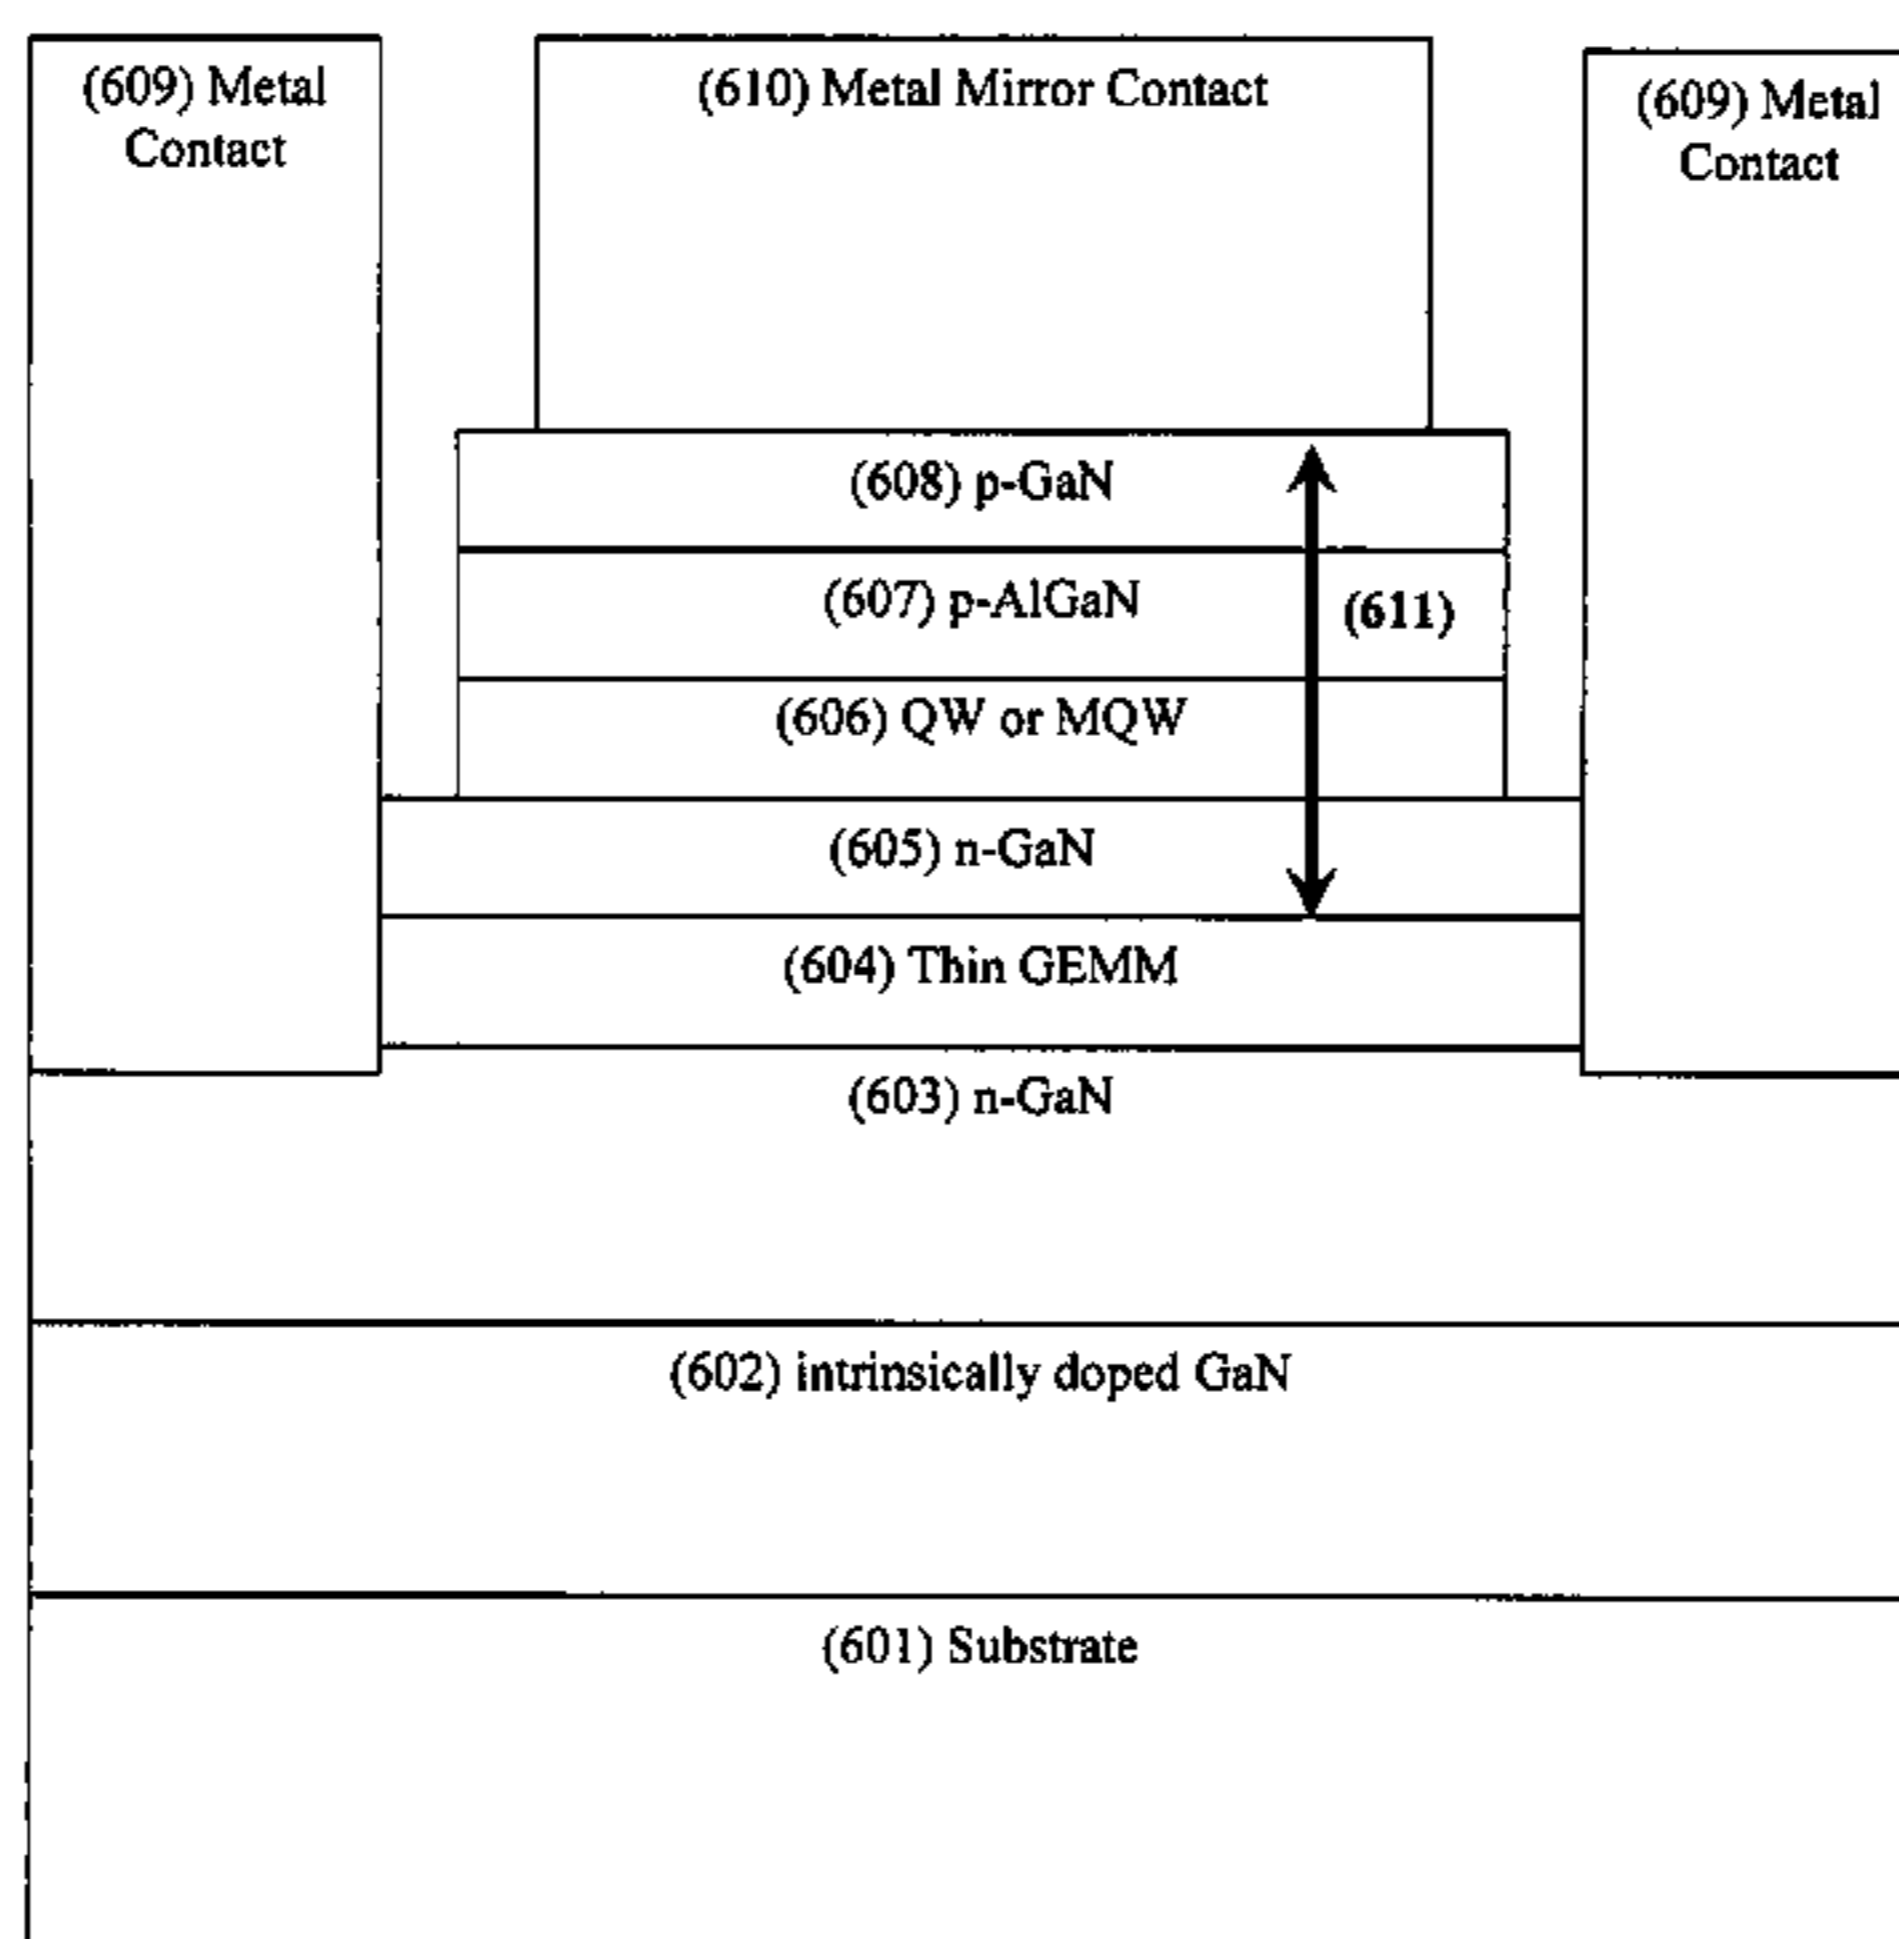 (609) Metal
Contact
(610) Metal Mirror Contact
(609) Metal
Contact
(608) p-GaN
(607) p-AlGaN
(611)
(606) QW or MQW
(605) n-GaN
(604) Thin GEMM
(603) n-GaN
(602) intrinsically doped GaN
(601) Substrate